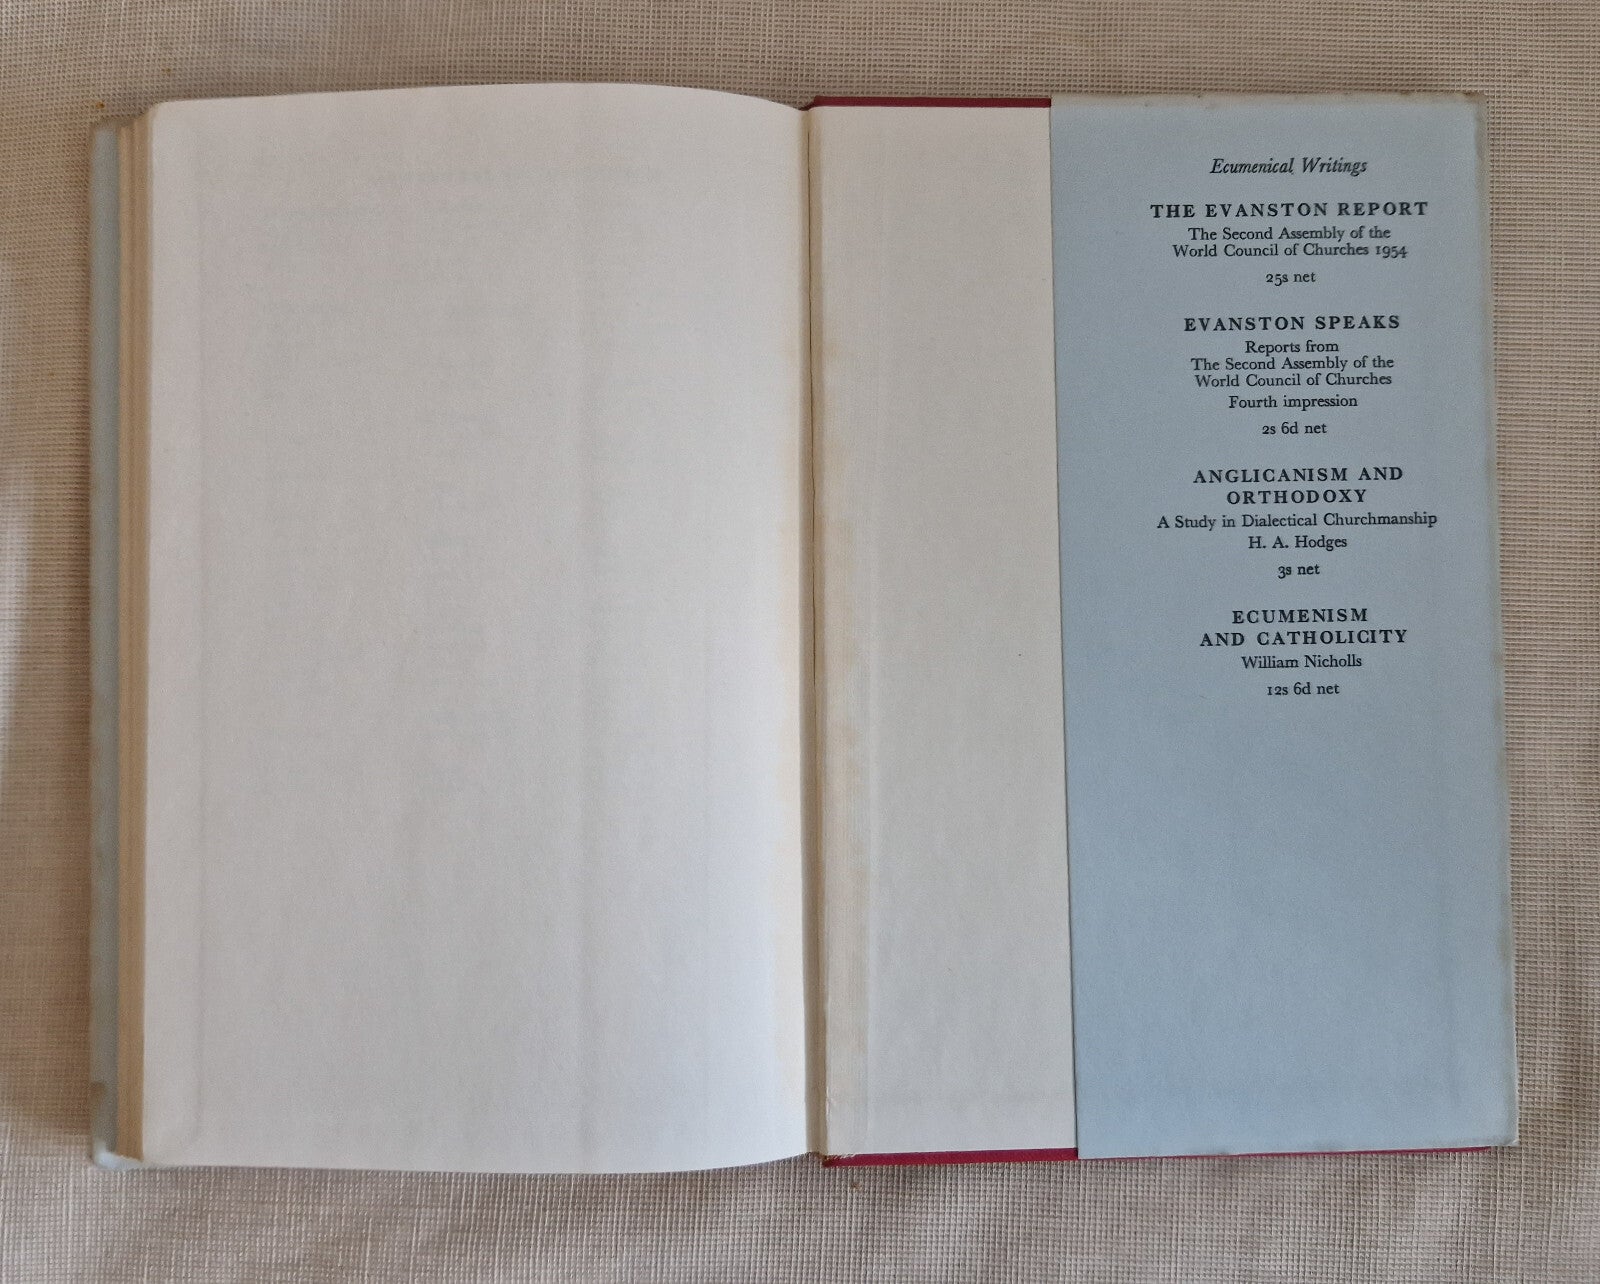 Ecumenical Writings
THE EVANSTON REPORT
The Second Assembly of the
World Council of Churches 1954
25s net
EVANSTON SPEAKS
Reports from
The Second Assembly of the
World Council of Churches
Fourth impression
2s 6d net
ANGLICANISM AND
ORTHODOXY
A Study in Dialectical Churchmanship
H. A. Hodges
3s net
ECUMENISM
AND CATHOLICITY
William Nicholls
12s 6d net